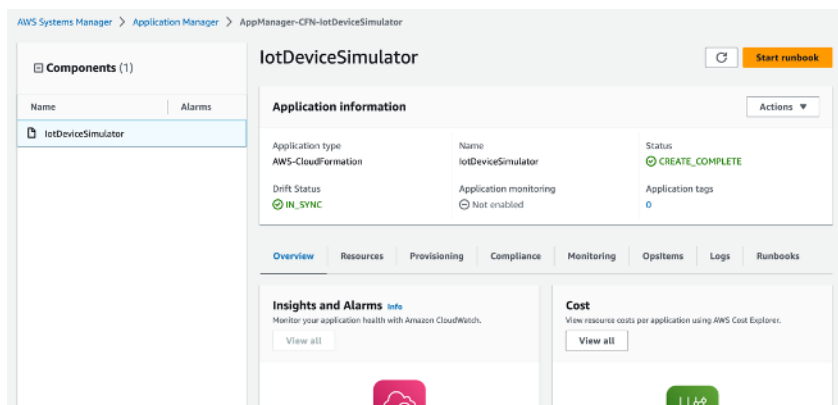 AWS Systems Manager > Application Manager > AppManager-CFN-IotDeviceSimulator
Components (1)
Name Alarms
IotDeviceSimulator
IotDeviceSimulator
Start runbook
Application information
Actions
Application type
AWS-CloudFormation
Name
IotDeviceSimulator
Status
CREATE_COMPLETE
Drift Status
IN_SYNC
Application monitoring
Not enabled
Application tags
0
Overview Resources Provisioning Compliance Monitoring OpsItems Logs Runbooks
Insights and Alarms Info
Monitor your application health with Amazon CloudWatch.
View all
Cost
View resource costs per application using AWS Cost Explorer.
View all